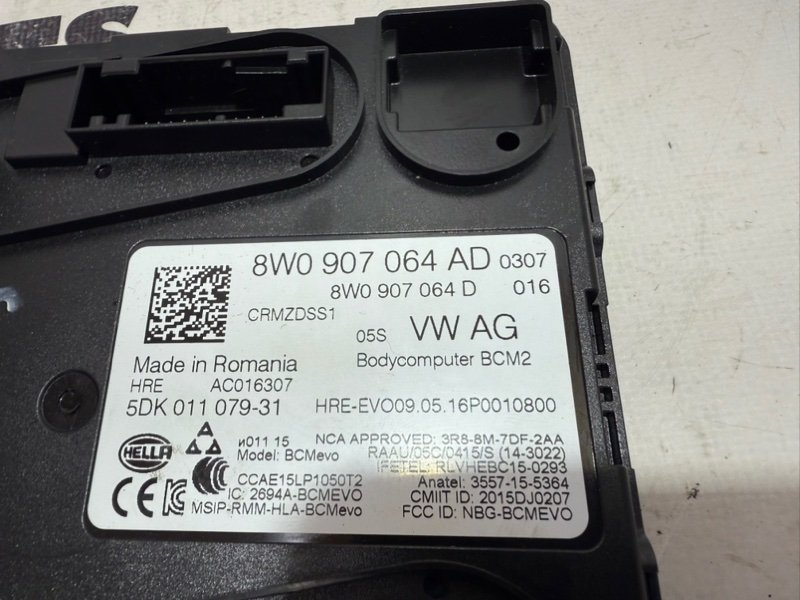 8W0 907 064 AD 0307
8W0 907 064 D 016
CRMZDSS1
05S VW AG
Made in Romania Bodycomputer BCM2
HRE AC016307
5DK 011 079-31 HRE-EVO09.05.16P0010800
HELLA
и011 15 NCA APPROVED: 3R8-8M-7DF-2AA
Model: BCMevo RAAU/05C/0415/S (14-3022)
IFETEL: RLVHEBC15-0293
CCAE15LP1050T2 Anatel: 3557-15-5364
IC: 2694A-BCMEVO CMIIT ID: 2015DJ0207
MSIP-RMM-HLA-BCMevo FCC ID: NBG-BCMEVO
CE